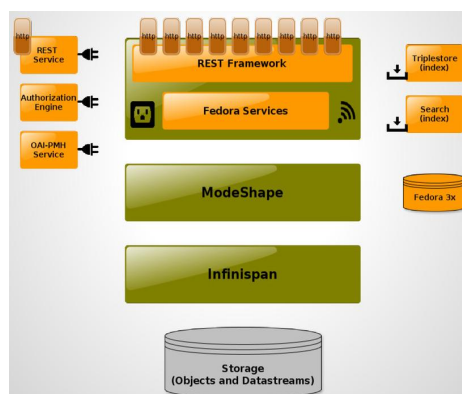 http
http http http http http http http http http
REST
Service
REST Framework
Triplestore
(index)
Authorization
Engine
Fedora Services
Search
(index)
OAI-PMH
Service
ModeShape
Fedora 3x
Infinispan
Storage
(Objects and Datastreams)